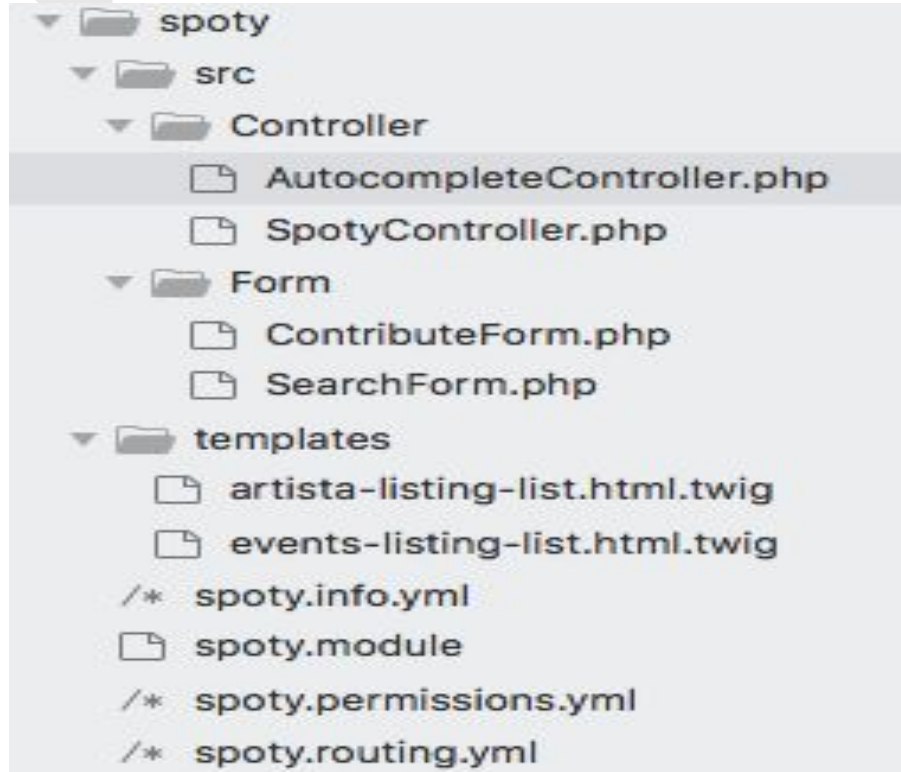 spoty
src
Controller
AutocompleteController.php
SpotyController.php
Form
ContributeForm.php
SearchForm.php
templates
artista-listing-list.html.twig
events-listing-list.html.twig
/* spoty.info.yml
spoty.module
/* spoty.permissions.yml
/* spoty.routing.yml